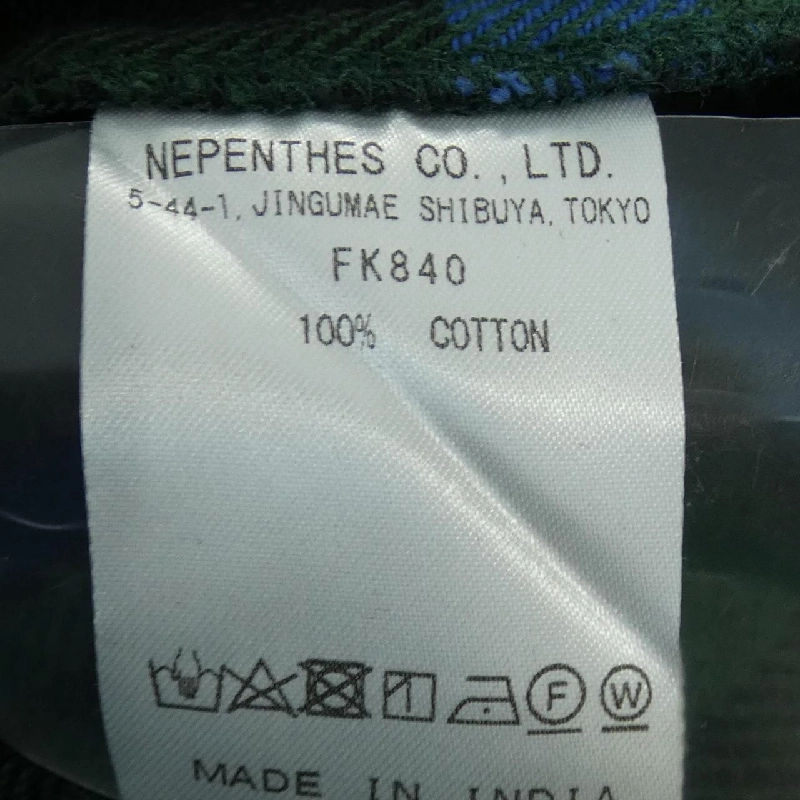 NEPENTHES CO., LTD.
5-44-1, JINGUMAE SHIBUYA, TOKYO
FK840
100% COTTON
F W
MADE IN INDIA